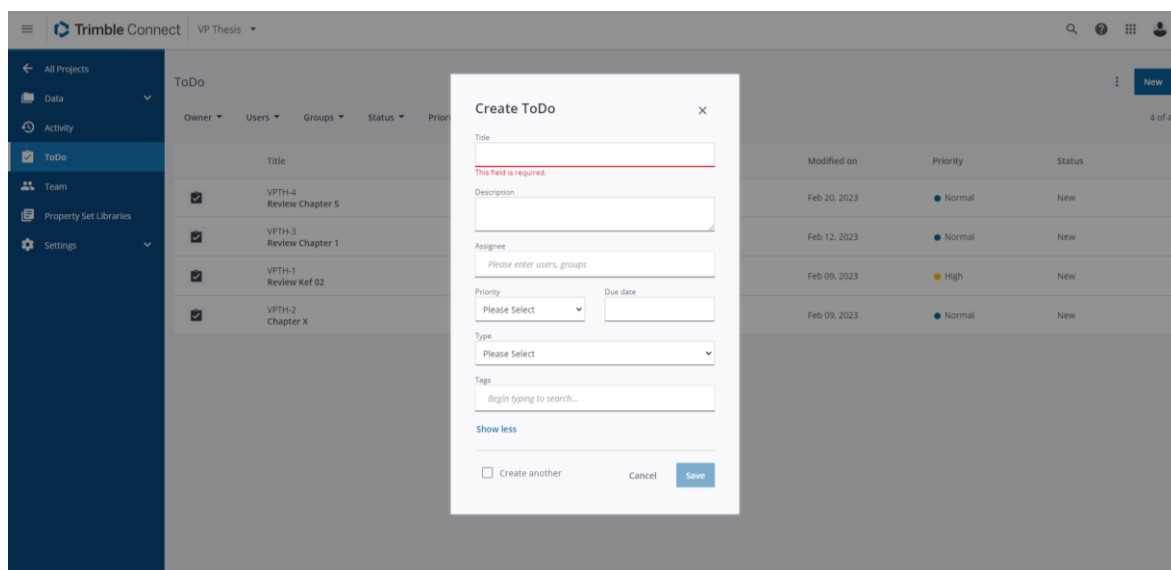 Trimble Connect VP Thesis
All Projects
Data
Activity
ToDo
Team
Property Set Libraries
Settings
ToDo
New
Owner Users Groups Status Priori
4 of 4
Title Modified on Priority Status
VPTH-4
Review Chapter 5 Feb 20, 2023 Normal New
VPTH-3
Review Chapter 1 Feb 12, 2023 Normal New
VPTH-1
Review Kef 02 Feb 09, 2023 High New
VPTH-2
Chapter X Feb 09, 2023 Normal New
Create ToDo
Title
This field is required.
Description
Assignee
Please enter users, groups
Priority Due date
Please Select
Type
Please Select
Tags
Begin typing to search...
Show less
Create another Cancel Save